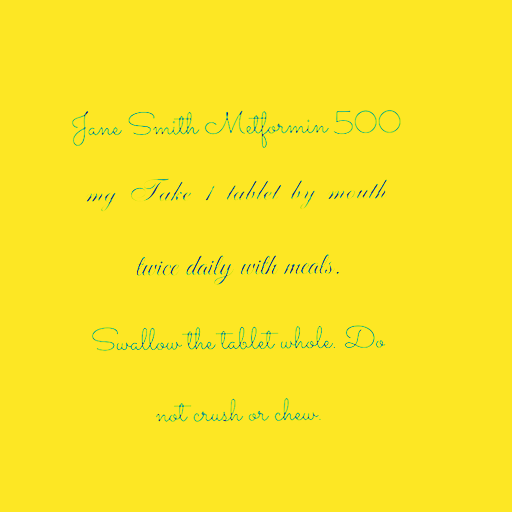 Jane Smith Metformin 500
mg Take 1 tablet by mouth
twice daily with meals.
Swallow the tablet whole. Do
not crush or chew.